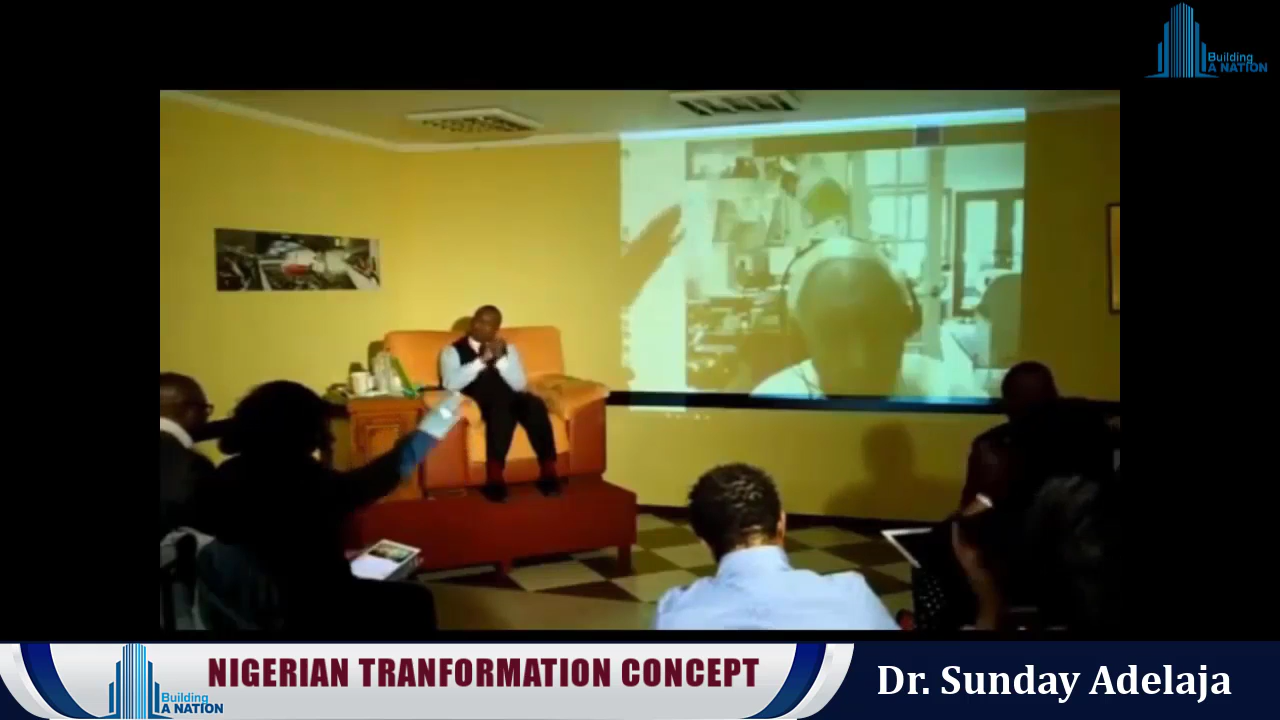 Building
A NATION
NIGERIAN TRANFORMATION CONCEPT
Building
A NATION
Dr. Sunday Adelaja